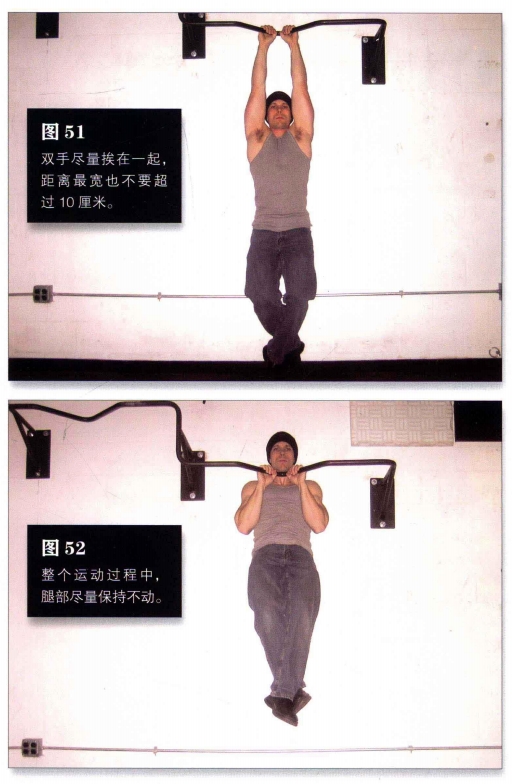 图 51
双手尽量挨在一起，
距离最宽也不要超
过 10 厘米。
图 52
整个运动过程中，
腿部尽量保持不动。